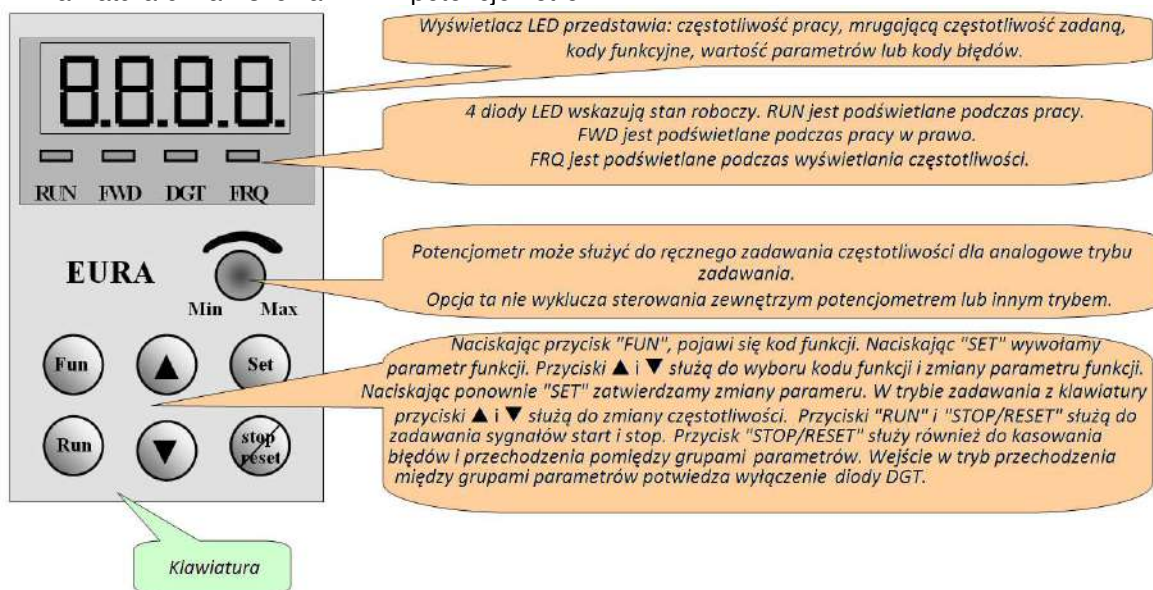 potencjometr
Wyświetlacz LED przedstawia: częstotliwość pracy, mrugającą częstotliwość zadaną,
kody funkcyjne, wartość parametrów lub kody błędów.
8.8.8.8.
4 diody LED wskazują stan roboczy. RUN jest podświetlane podczas pracy.
FWD jest podświetlane podczas pracy w prawo.
FRQ jest podświetlane podczas wyświetlania częstotliwości.
RUN FWD DGT FRQ
Potencjometr może służyć do ręcznego zadawania częstotliwości dla analogowe trybu
zadawania.
Opcja ta nie wyklucza sterowania zewnętrzym potencjometrem lub innym trybem.
EURA
Min Max
Naciskając przycisk "FUN", pojawi się kod funkcji. Naciskając "SET" wywołamy
parametr funkcji. Przyciski ▲ i ▼ służą do wyboru kodu funkcji i zmiany parametru funkcji.
Naciskając ponownie "SET" zatwierdzamy zmiany parameru. W trybie zadawania z klawiatury
przyciski ▲ i ▼ służą do zmiany częstotliwości. Przyciski "RUN" i "STOP/RESET" służą do
zadawania sygnałów start i stop. Przycisk "STOP/RESET" służy również do kasowania
błędów i przechodzenia pomiędzy grupami parametrów. Wejście w tryb przechodzenia
między grupami parametrów potwiedza wyłączenie diody DGT.
Fun ▲ Set
Run ▼ stop
reset
Klawiatura